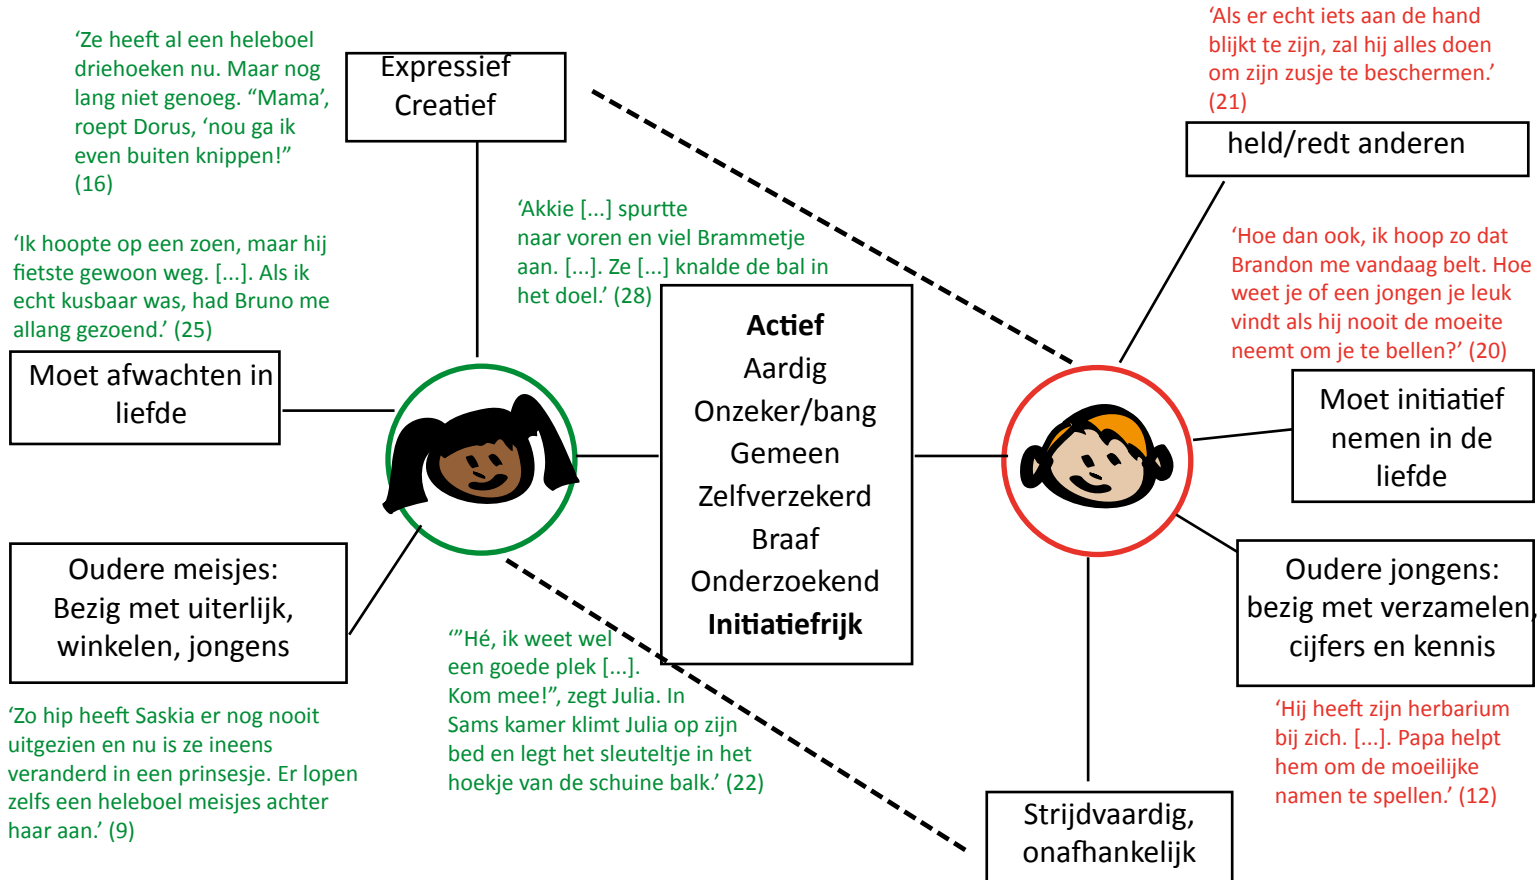 ‘Ze heeft al een heleboel
driehoeken nu. Maar nog
lang niet genoeg. “Mama’,
roept Dorus, ‘nou ga ik
even buiten knippen!”
(16)
Expressief
Creatief
‘Als er echt iets aan de hand
blijkt te zijn, zal hij alles doen
om zijn zusje te beschermen.’
(21)
held/redt anderen
‘Ik hoopte op een zoen, maar hij
fietste gewoon weg. [...]. Als ik
echt kusbaar was, had Bruno me
allang gezoend.’ (25)
Moet afwachten in
liefde
‘Akkie [...] spurtte
naar voren en viel Brammetje
aan. [...]. Ze [...] knalde de bal in
het doel.’ (28)
Actief
Aardig
Onzeker/bang
Gemeen
Zelfverzekerd
Braaf
Onderzoekend
Initiatiefrijk
‘Hoe dan ook, ik hoop zo dat
Brandon me vandaag belt. Hoe
weet je of een jongen je leuk
vindt als hij nooit de moeite
neemt om je te bellen?’ (20)
Moet initiatief
nemen in de
liefde
Oudere meisjes:
Bezig met uiterlijk,
winkelen, jongens
‘Zo hip heeft Saskia er nog nooit
uitgezien en nu is ze ineens
veranderd in een prinsesje. Er lopen
zelfs een heleboel meisjes achter
haar aan.’ (9)
‘”Hé, ik weet wel
een goede plek [...].
Kom mee!”, zegt Julia. In
Sams kamer klimt Julia op zijn
bed en legt het sleuteltje in het
hoekje van de schuine balk.’ (22)
Oudere jongens:
bezig met verzamelen,
cijfers en kennis
‘Hij heeft zijn herbarium
bij zich. [...]. Papa helpt
hem om de moeilijke
namen te spellen.’ (12)
Strijdvaardig,
onafhankelijk